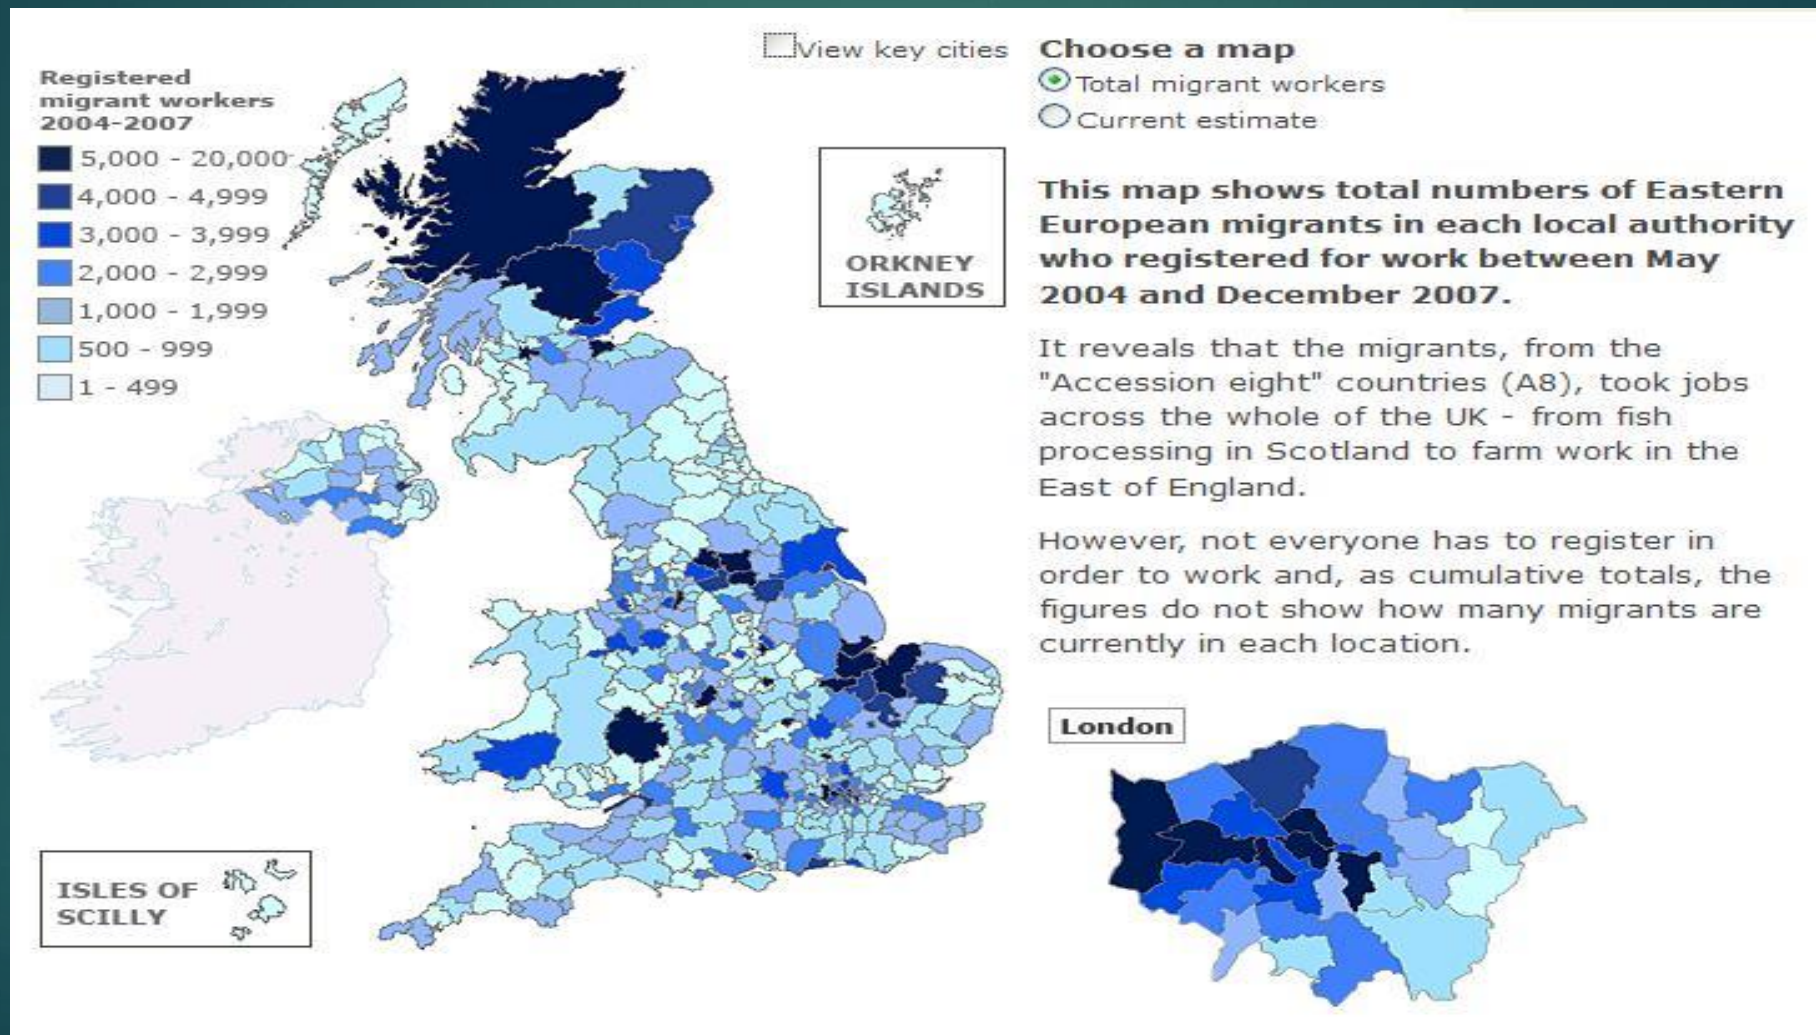 View key cities
Registered
migrant workers
2004-2007
5,000 - 20,000
4,000 - 4,999
3,000 - 3,999
2,000 - 2,999
1,000 - 1,999
500 - 999
1 - 499
ORKNEY
ISLANDS
ISLES OF
SCILLY
Choose a map
Total migrant workers
Current estimate
This map shows total numbers of Eastern
European migrants in each local authority
who registered for work between May
2004 and December 2007.
It reveals that the migrants, from the
"Accession eight" countries (A8), took jobs
across the whole of the UK - from fish
processing in Scotland to farm work in the
East of England.
However, not everyone has to register in
order to work and, as cumulative totals, the
figures do not show how many migrants are
currently in each location.
London